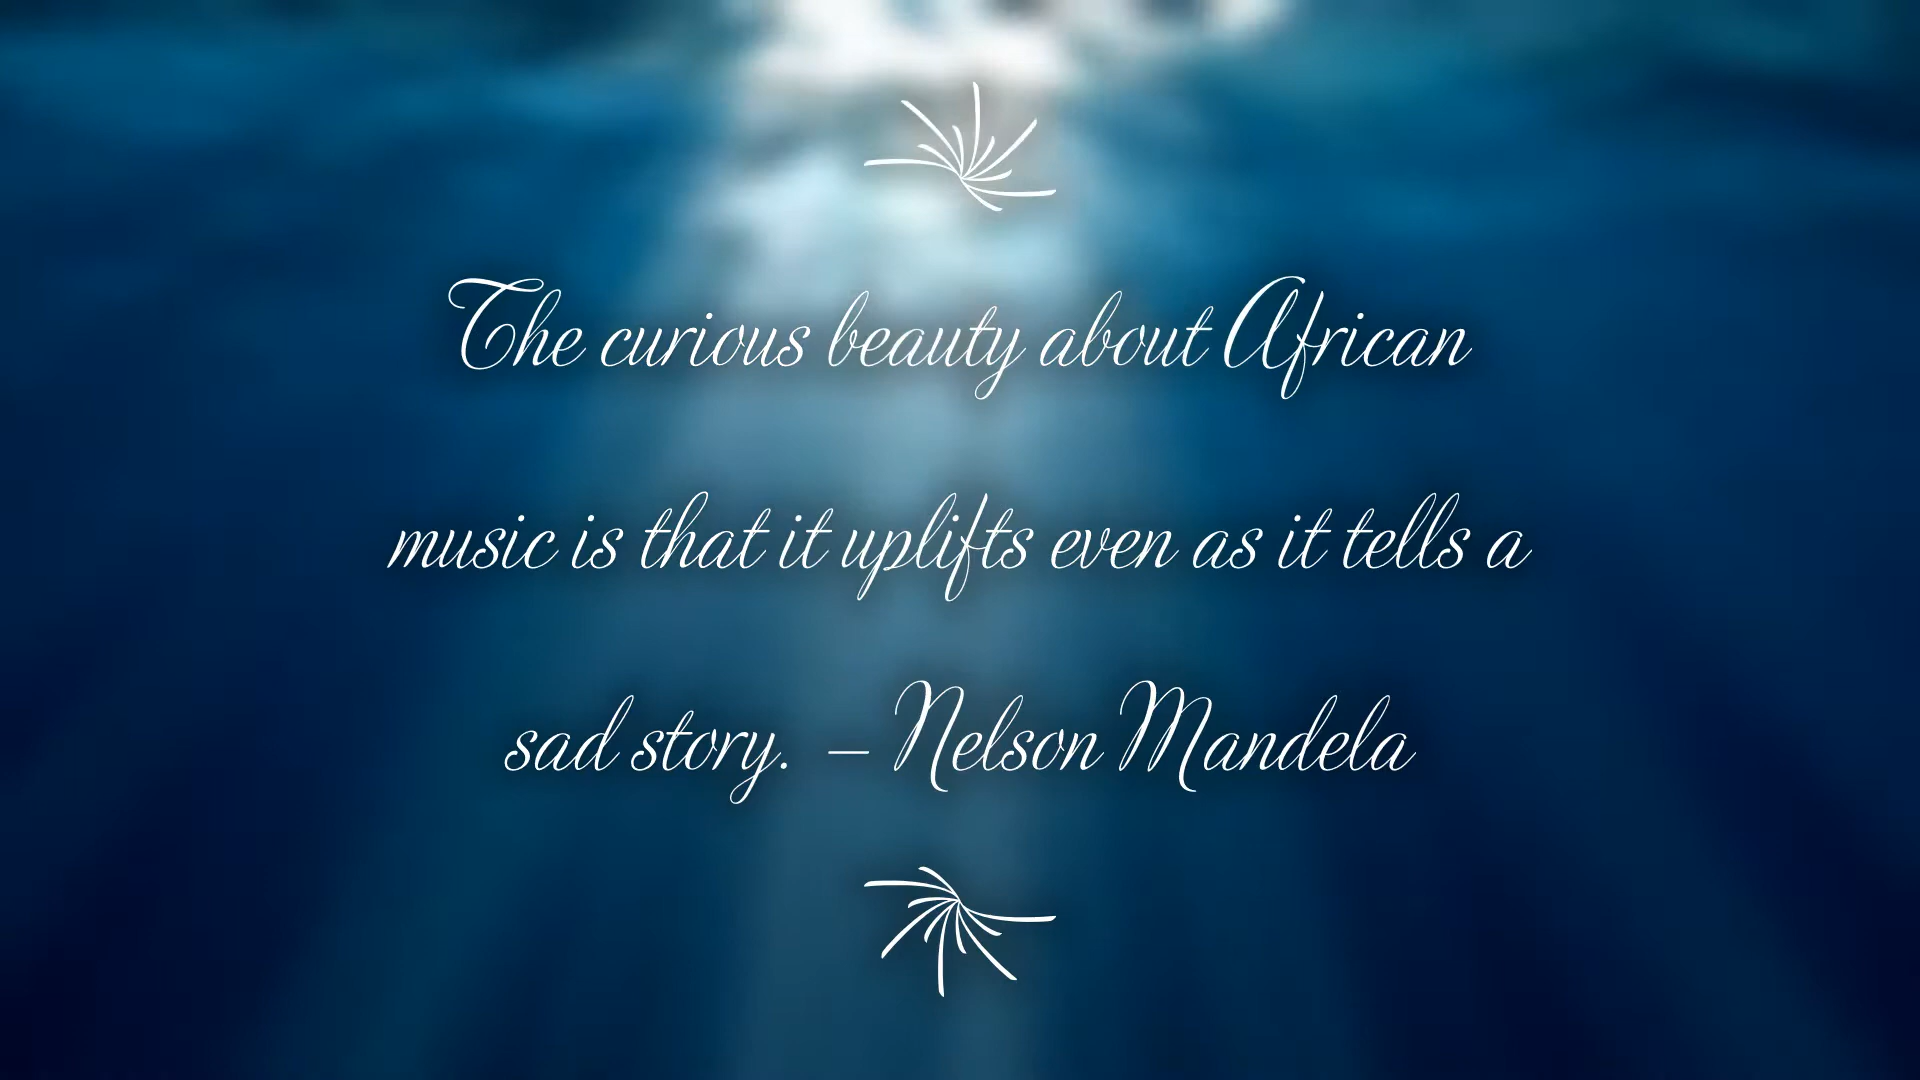 The curious beauty about African
music is that it uplifts even as it tells a
sad story. – Nelson Mandela